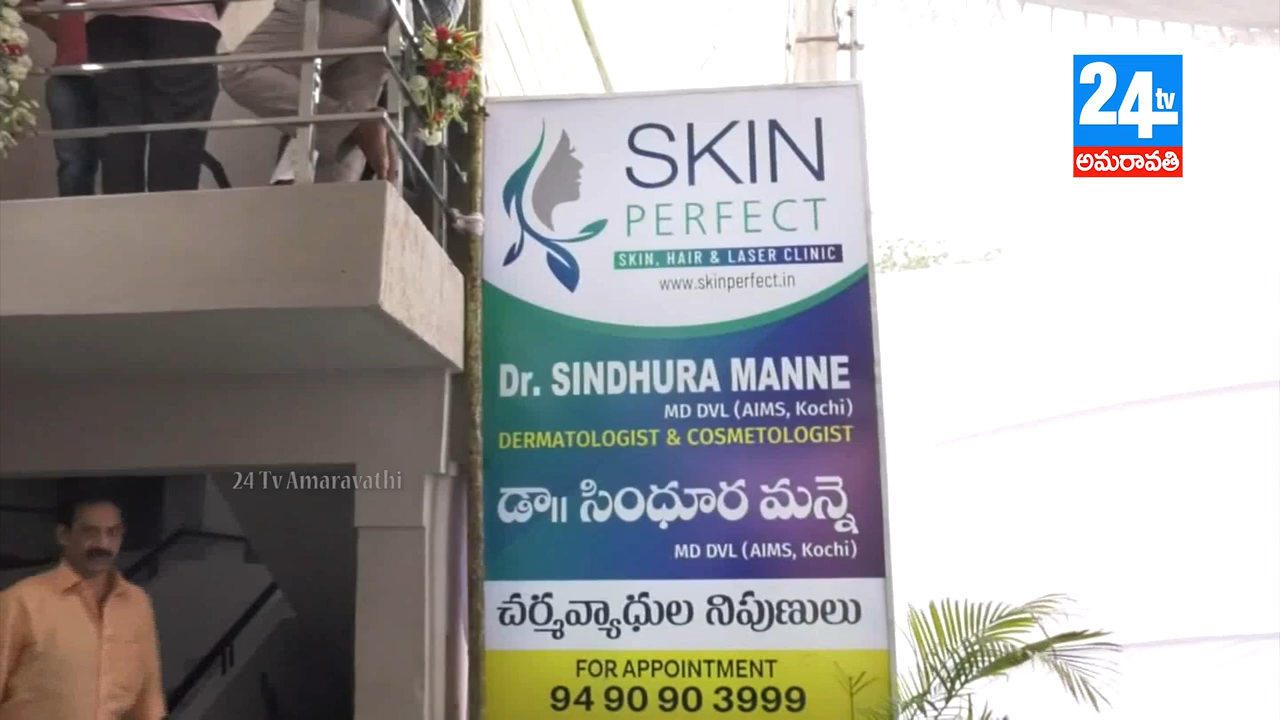 24 tv
అమరావతి
SKIN
PERFECT
SKIN, HAIR & LASER CLINIC
www.skinperfect.in
Dr. SINDHURA MANNE
MD DVL (AIMS, Kochi)
DERMATOLOGIST & COSMETOLOGIST
డా|| సింధూర మన్నె
MD DVL (AIMS, Kochi)
చర్మవ్యాధుల నిపుణులు
FOR APPOINTMENT
94 90 90 3999
24 Tv Amaravathi